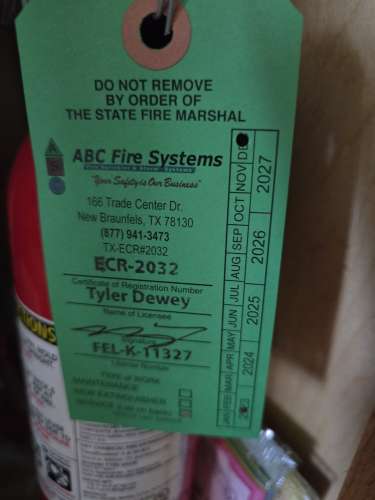 DO NOT REMOVE
BY ORDER OF
THE STATE FIRE MARSHAL
ABC Fire Systems
"Your Safety is Our Business"
166 Trade Center Dr.
New Braunfels, TX 78130
(877) 941-3473
TX-ECR#2032
ECR-2032
Certificate of Registration Number
Tyler Dewey
Name of Licensee
Signature
FEL-K-11327
License Number
TYPE OF WORK
MAINTENANCE
NEW EXTINGUISHER
JAN FEB MAR APR MAY JUN JUL AUG SEP OCT NOV DE
2023 2024 2025 2026 2027